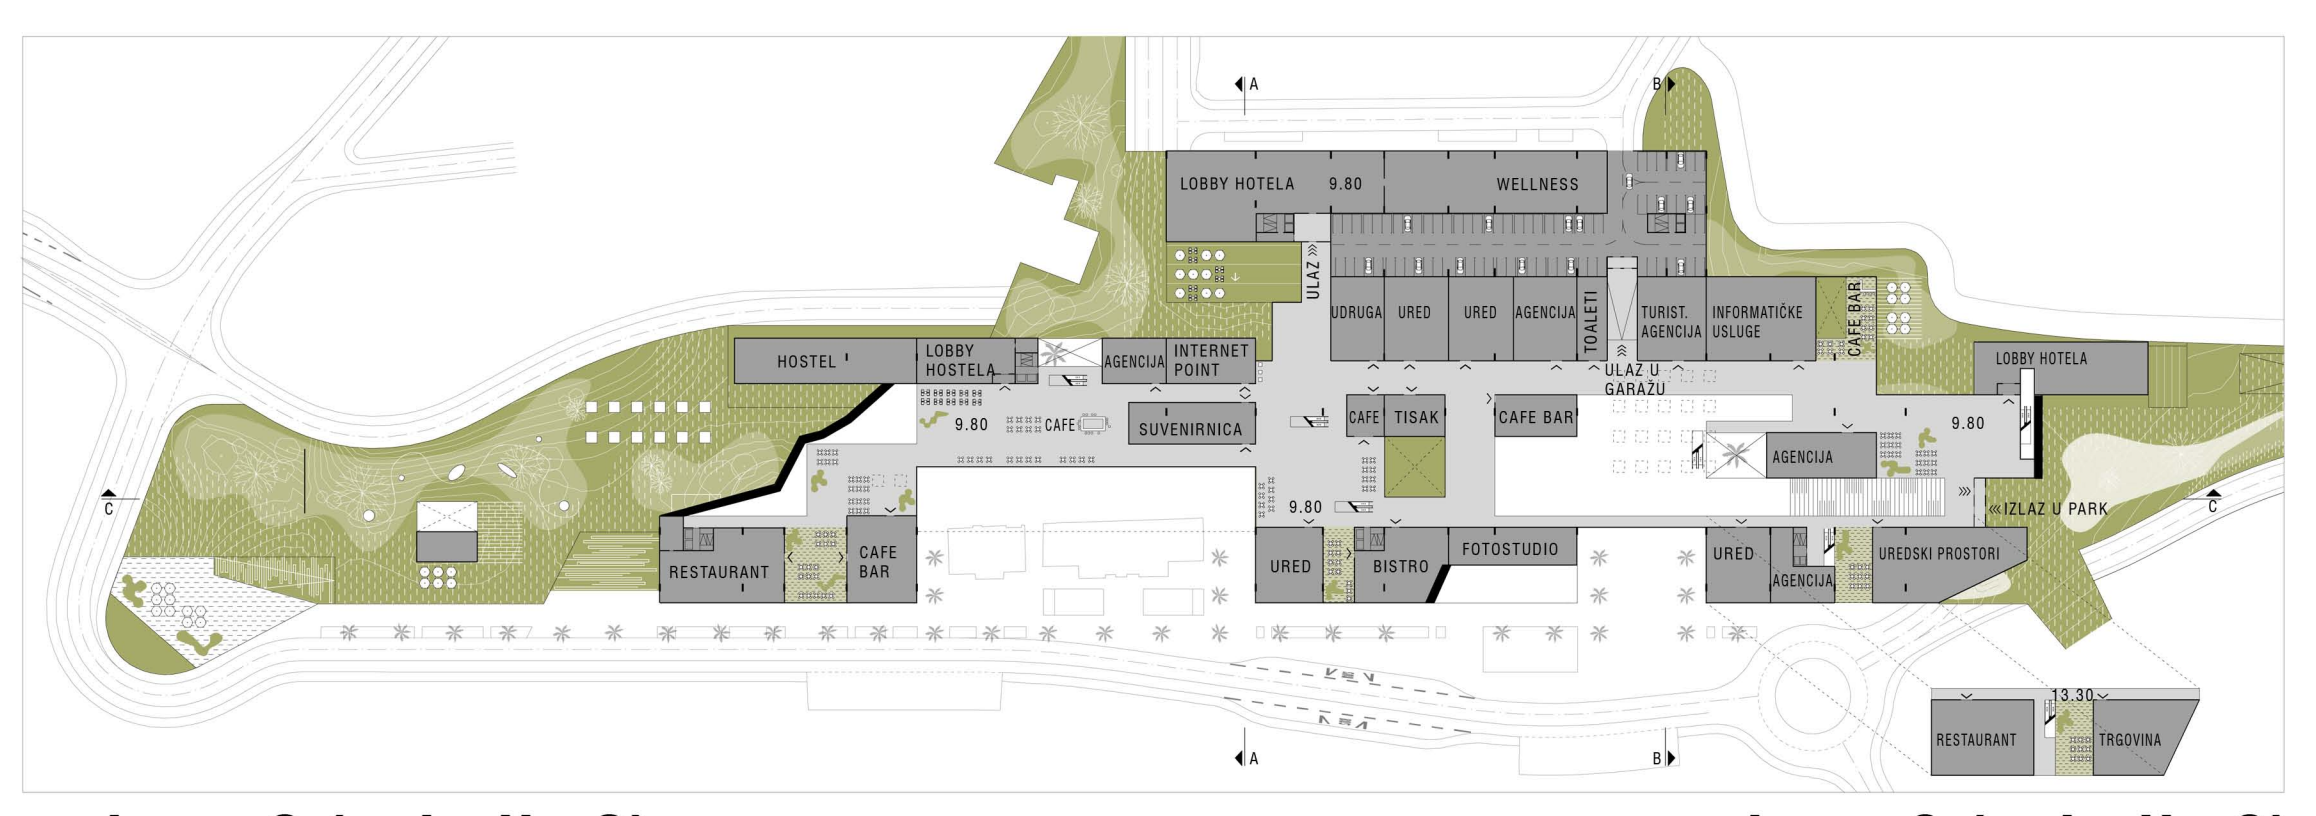 A
B
LOBBY HOTELA
9.80
WELLNESS
ULAZ
UDRUGA
URED
URED
AGENCIJA
TOALETI
TURIST.
AGENCIJA
INFORMATIČKE
USLUGE
CAFE BAR
HOSTEL
LOBBY
HOSTELA
AGENCIJA
INTERNET
POINT
LOBBY HOTELA
ULAZ U
GARAŽU
9.80
CAFE
SUVENIRNICA
CAFE
TISAK
CAFE BAR
9.80
AGENCIJA
C
9.80
C
IZLAZ U PARK
RESTAURANT
CAFE
BAR
URED
BISTRO
FOTOSTUDIO
URED
AGENCIJA
UREDSKI PROSTORI
13.30
RESTAURANT
TRGOVINA
A
B